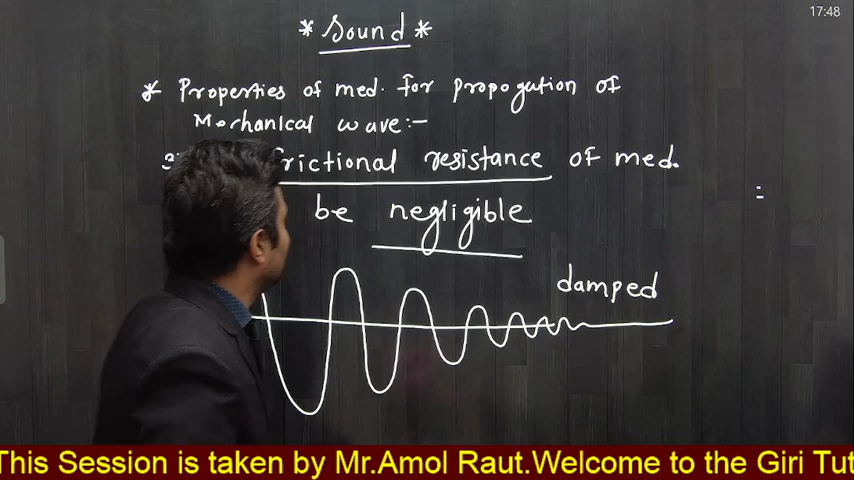 17:48
* Sound *
* Properties of med. for propogation of
Mechanical wave:-
frictional resistance of med.
be negligible
damped
This Session is taken by Mr.Amol Raut.Welcome to the Giri Tut